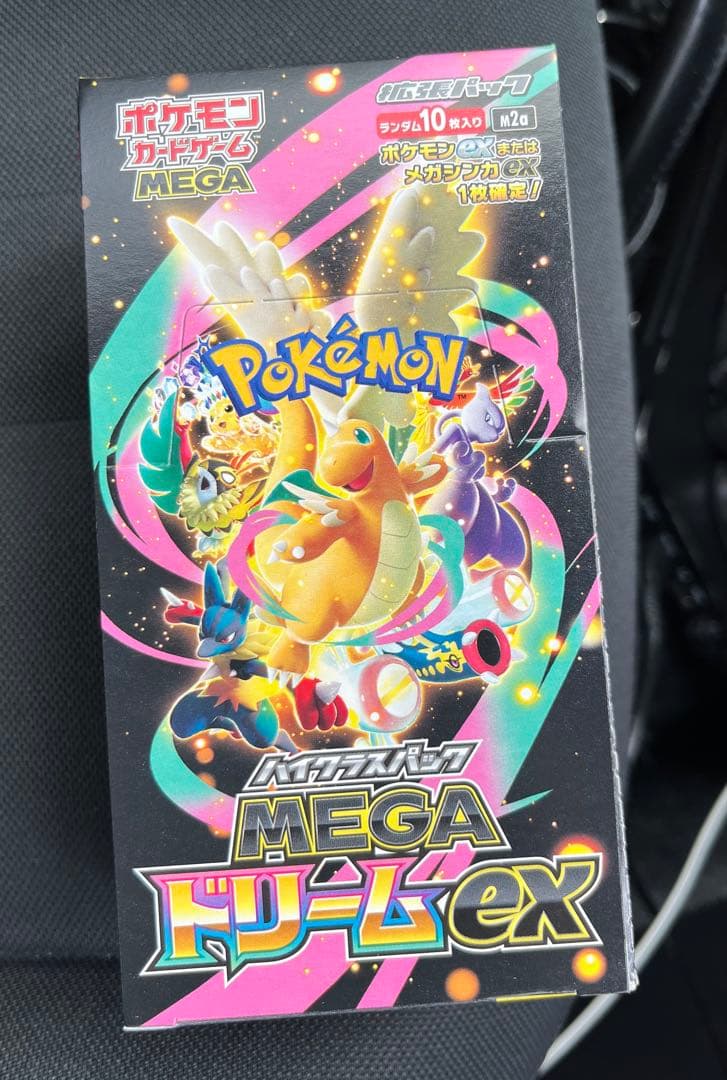 ポケモン
カードゲーム
MEGA
拡張パック
ランダム10枚入り M2a
ポケモンexまたは
メガシンカex
1枚確定!
POKéMON
TM
ハイクラスパック
MEGA
ドリームex